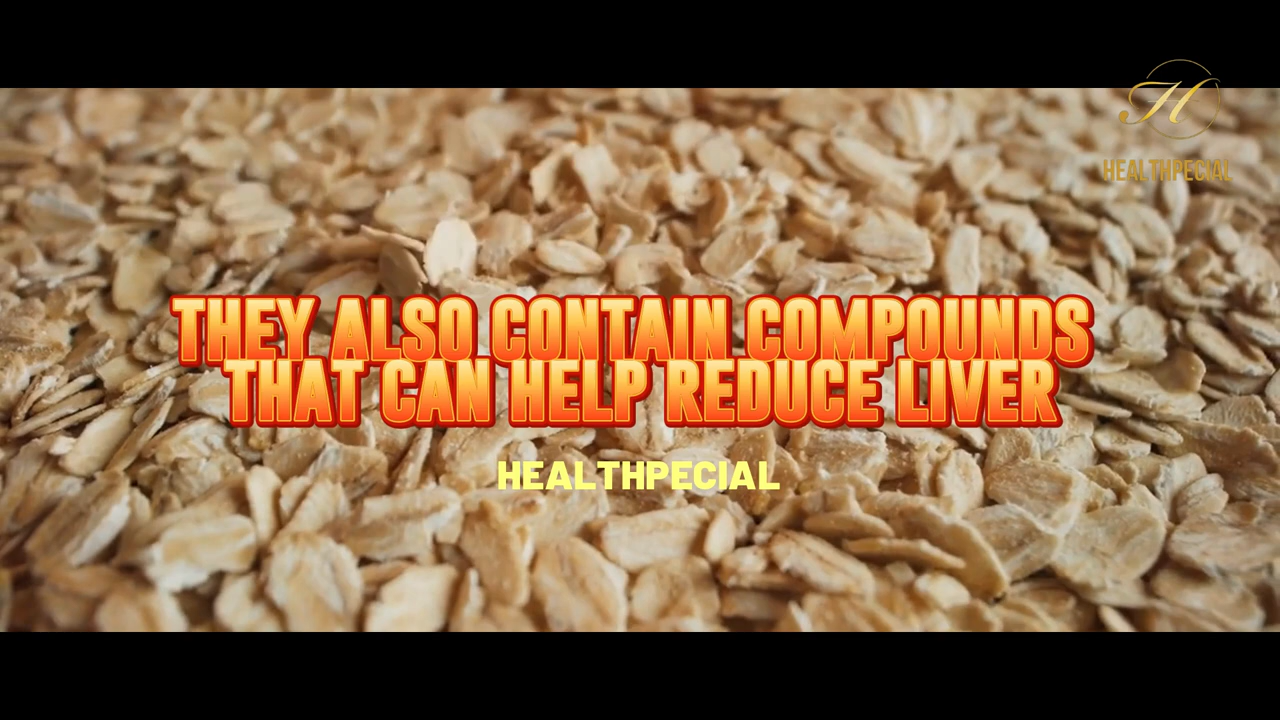 H
HEALTHPECIAL
THEY ALSO CONTAIN COMPOUNDS
THAT CAN HELP REDUCE LIVER
HEALTHPECIAL